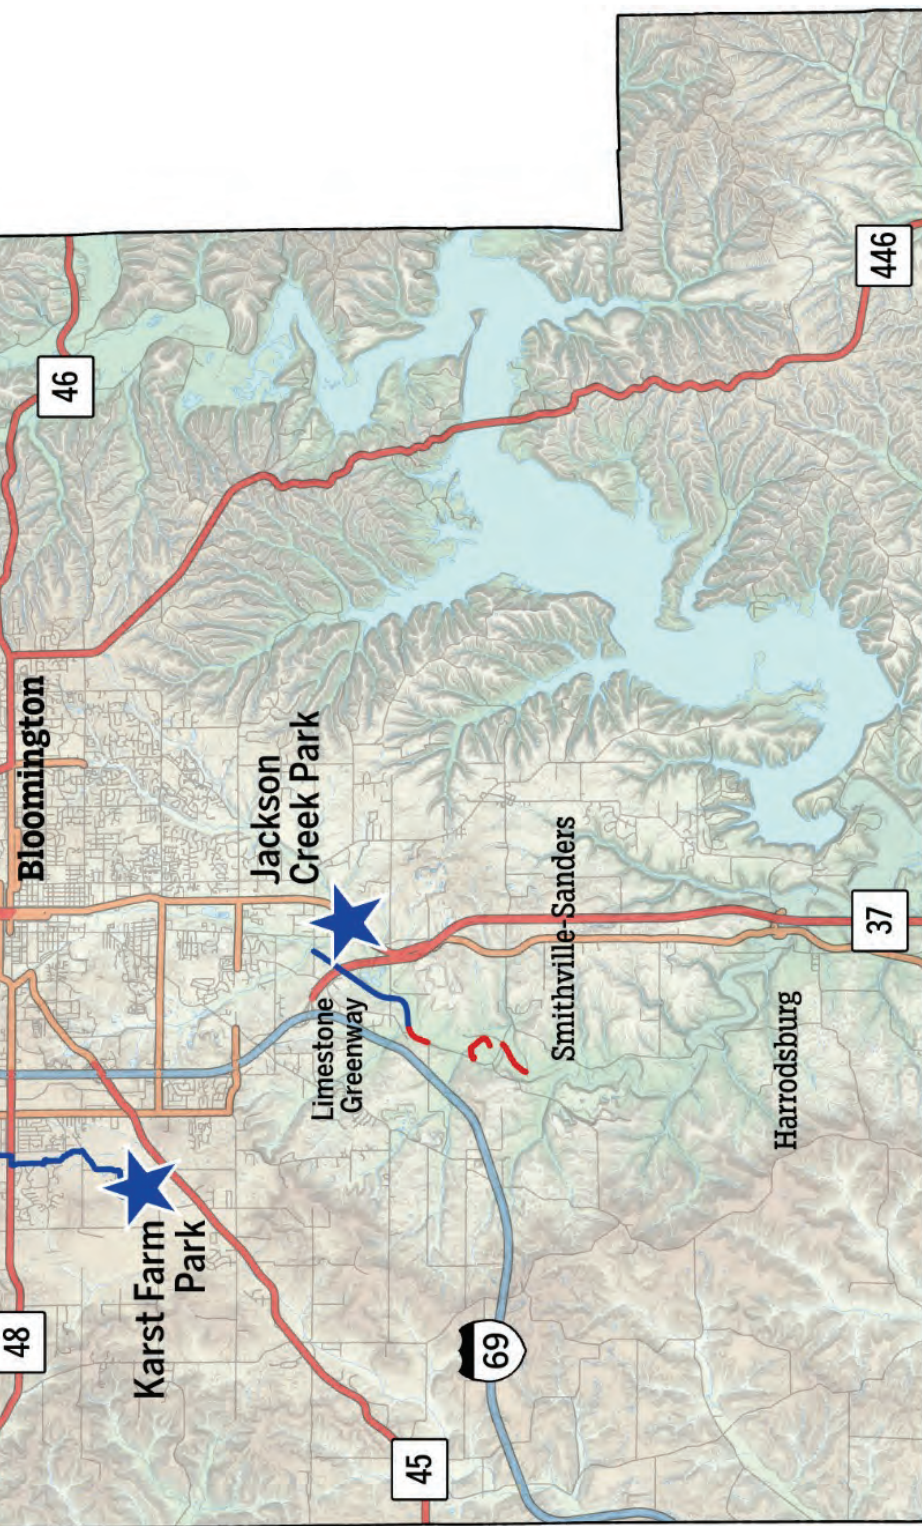 46
446
Bloomington
Jackson
Creek Park
Limestone
Greenway
Smithville-Sanders
37
Harrodsburg
Karst Farm
Park
48
69
45